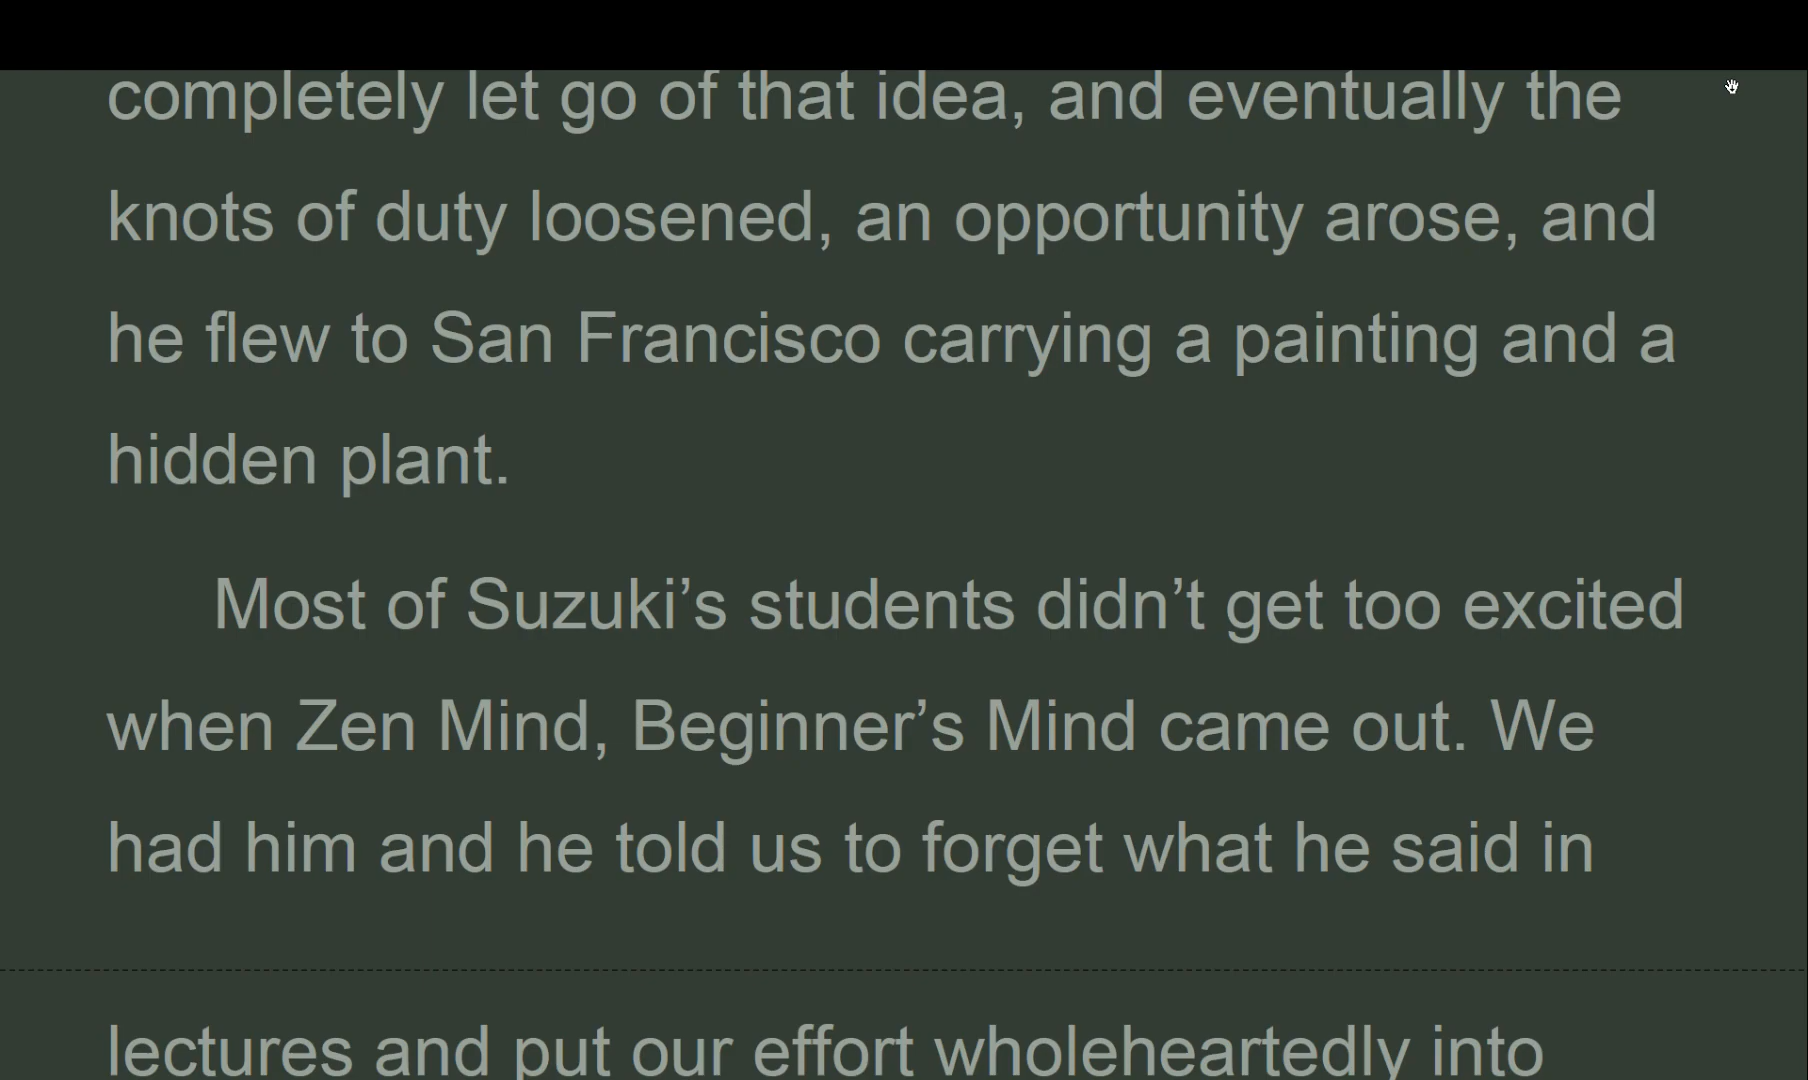 completely let go of that idea, and eventually the
knots of duty loosened, an opportunity arose, and
he flew to San Francisco carrying a painting and a
hidden plant.
Most of Suzuki’s students didn’t get too excited
when Zen Mind, Beginner’s Mind came out. We
had him and he told us to forget what he said in
lectures and put our effort wholeheartedly into